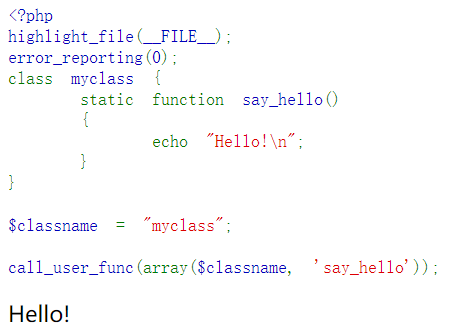 <?php
highlight_file(__FILE__);
error_reporting(0);
class myclass {
        static function say_hello()
        {
                echo "Hello!\n";
        }
}

$classname = "myclass";

call_user_func(array($classname, 'say_hello'));

Hello!